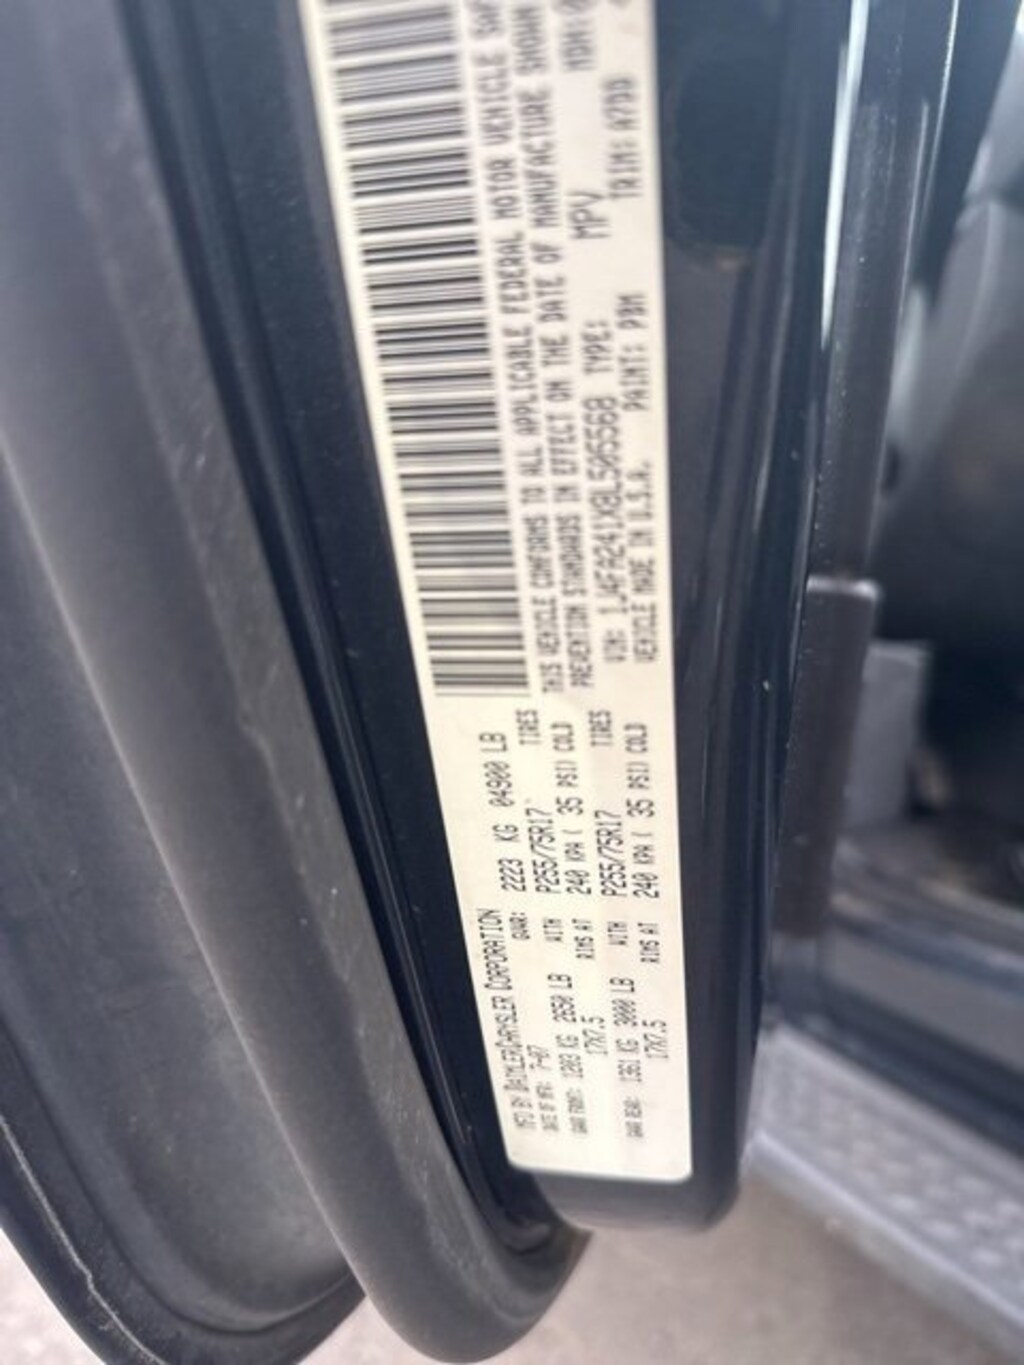 MFD BY DAIMLERCHRYSLER CORPORATION
DATE OF MFR: 7-07 GVWR: 2223 KG 04900 LB
GAWR FRONT: 1203 KG 2650 LB WITH P255/75R17 TIRES
17X7.5 RIMS AT 240 KPA ( 35 PSI) COLD
GAWR REAR: 1361 KG 3000 LB WITH P255/75R17 TIRES
17X7.5 RIMS AT 240 KPA ( 35 PSI) COLD
THIS VEHICLE CONFORMS TO ALL APPLICABLE FEDERAL MOTOR VEHICLE
PREVENTION STANDARDS IN EFFECT ON THE DATE OF MANUFACTURE SHOWN
VIN: 1J4FA241X8L505560 TYPE: MPV MDH:
VEHICLE MADE IN U.S.A. PAINT: PBM TRIM: A7DD